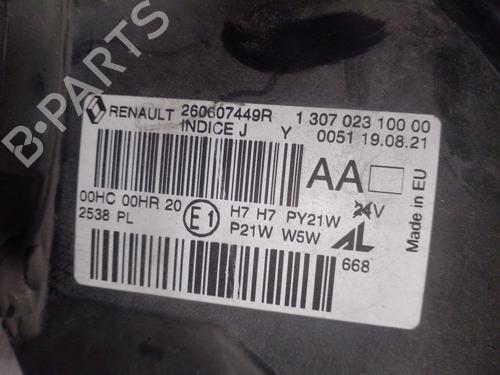 RENAULT 260607449R 1 307 023 100 00
INDICE J Y 0051 19.08.21
AA
Made in EU
00HC 00HR 20 E1 H7 H7 PY21W 24V
2538 PL P21W W5W AL
668
B-PARTS